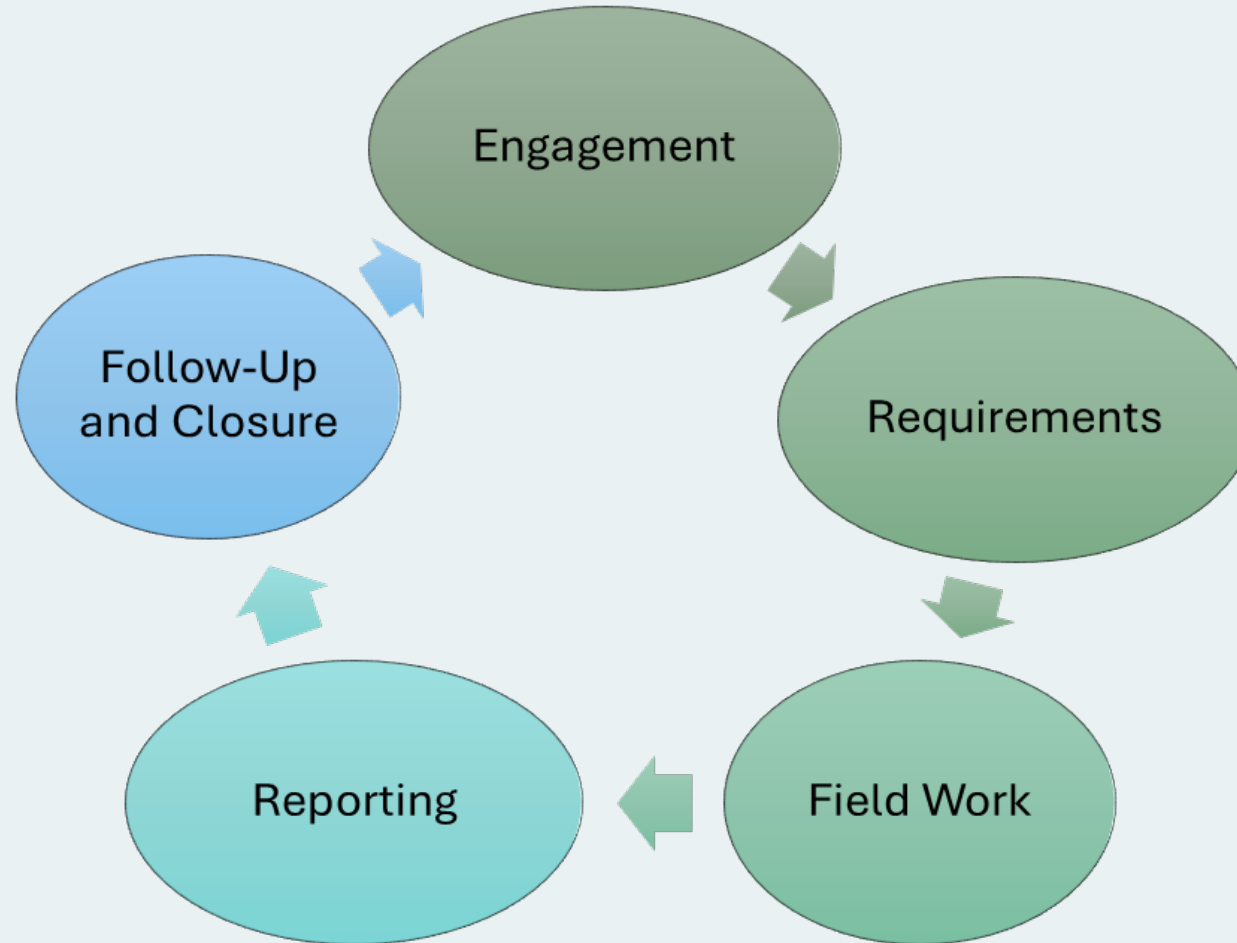 Engagement
Requirements
Field Work
Reporting
Follow-Up
and Closure